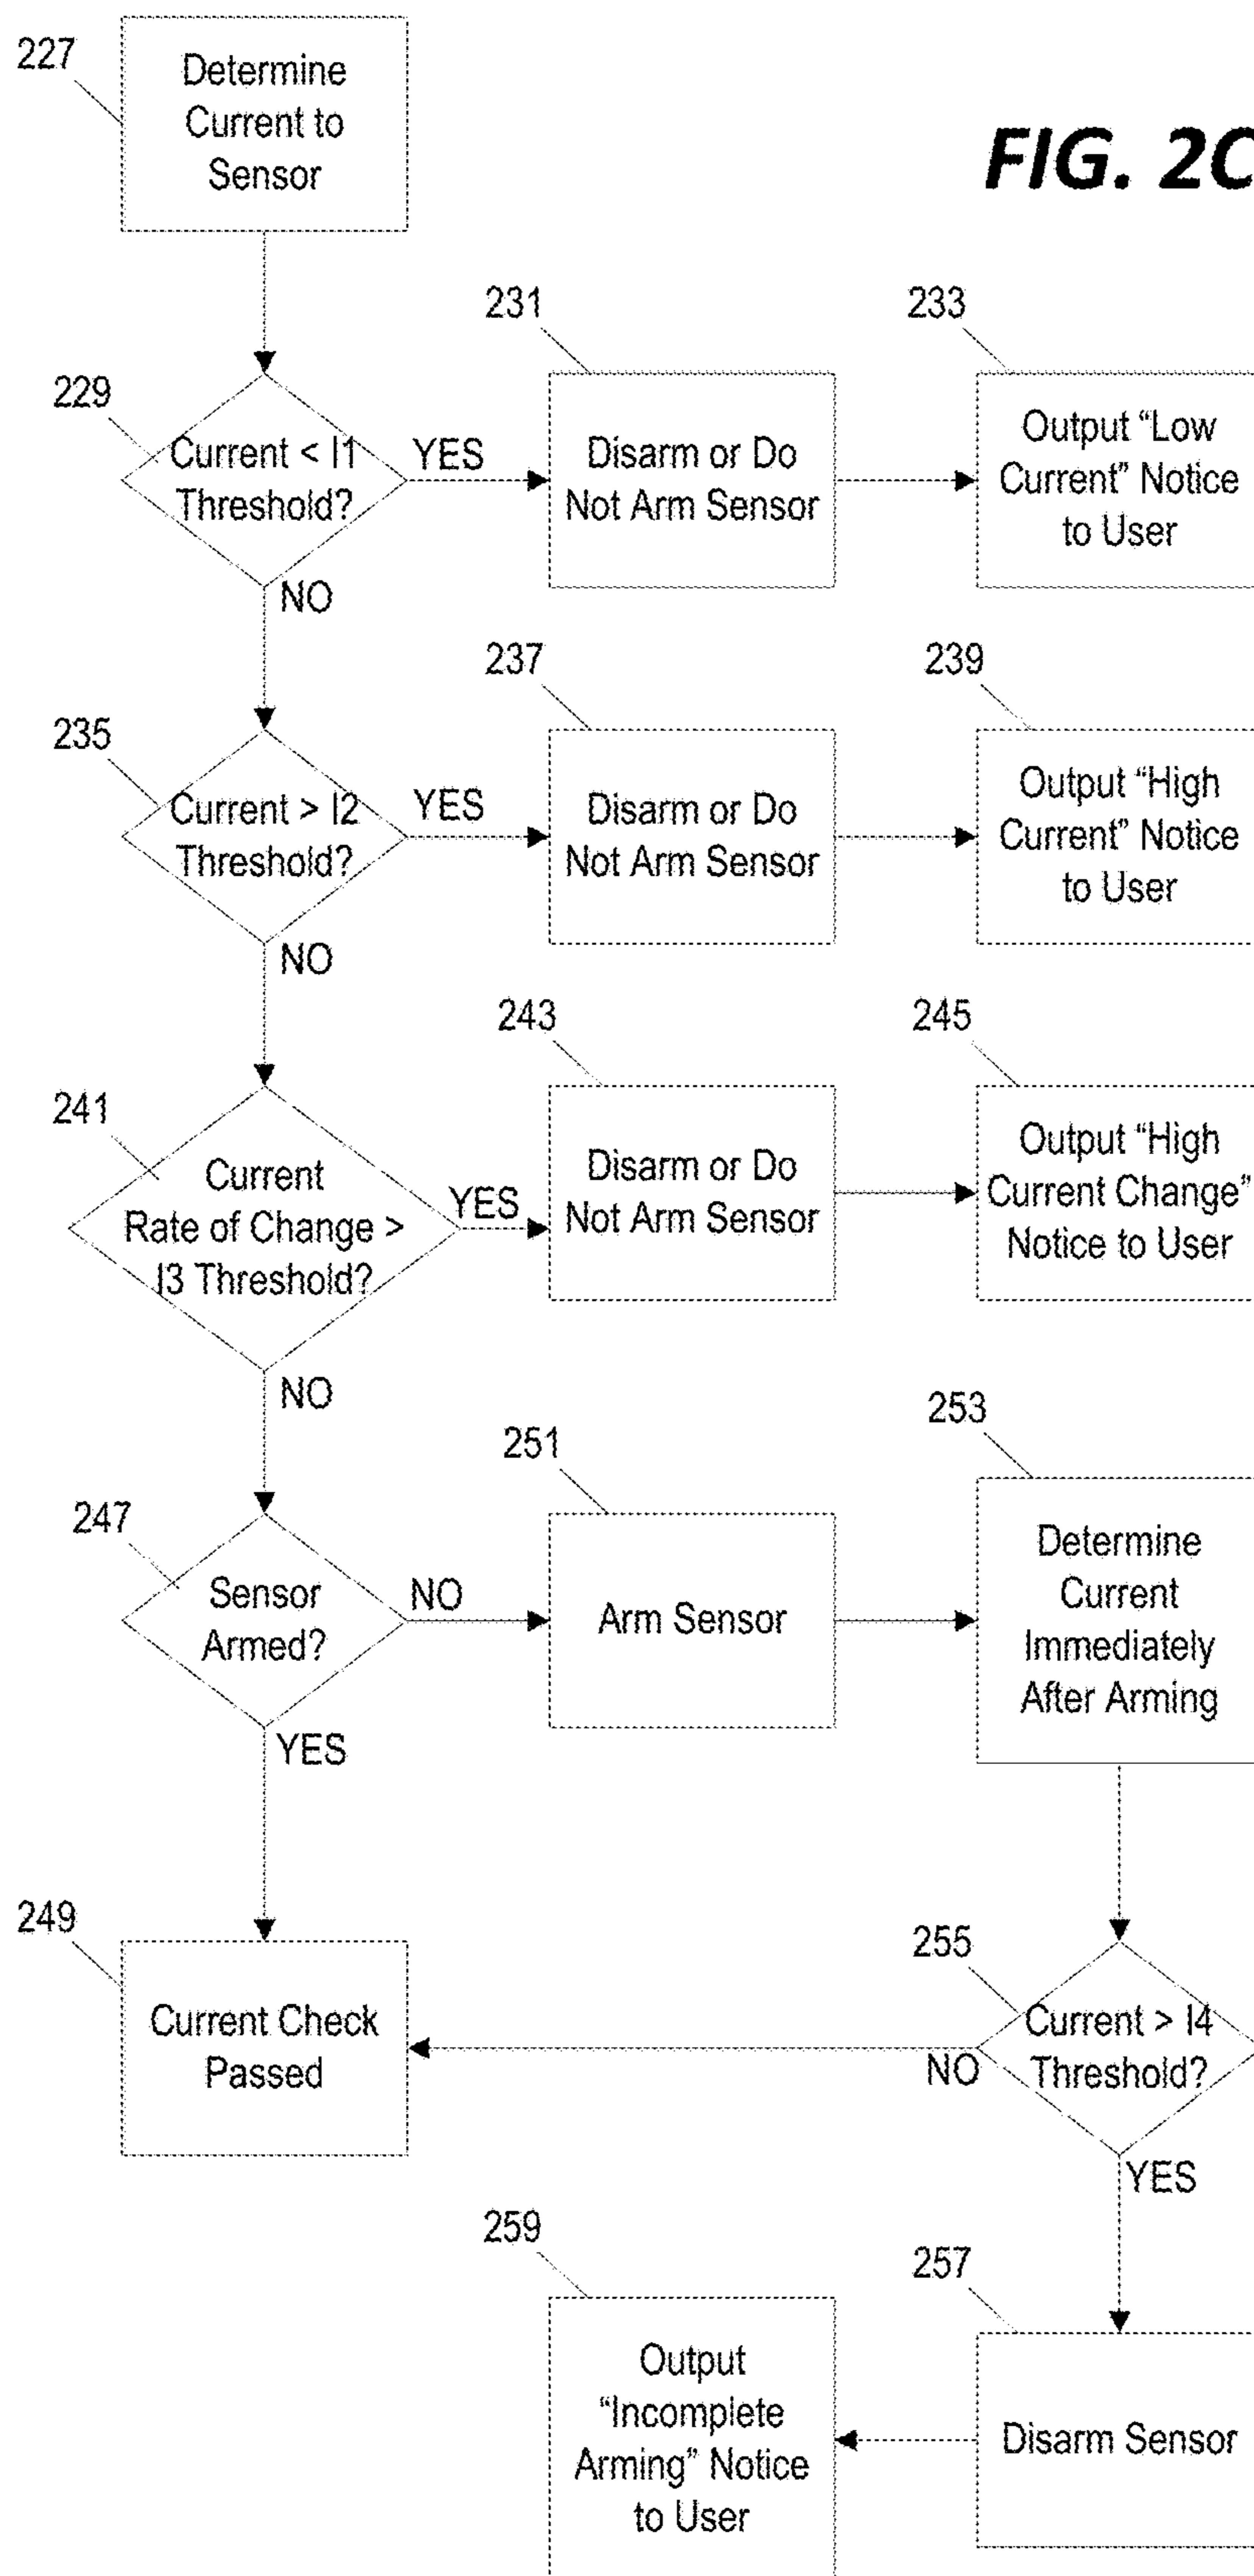 227
Determine
Current to
Sensor
FIG. 2C
229
Current < I1
Threshold?
YES
NO
231
Disarm or Do
Not Arm Sensor
233
Output “Low
Current” Notice
to User
235
Current > I2
Threshold?
YES
NO
237
Disarm or Do
Not Arm Sensor
239
Output “High
Current” Notice
to User
241
Current
Rate of Change >
I3 Threshold?
YES
NO
243
Disarm or Do
Not Arm Sensor
245
Output “High
Current Change”
Notice to User
247
Sensor
Armed?
NO
YES
251
Arm Sensor
253
Determine
Current
Immediately
After Arming
249
Current Check
Passed
255
Current > I4
Threshold?
NO
YES
259
Output
“Incomplete
Arming” Notice
to User
257
Disarm Sensor